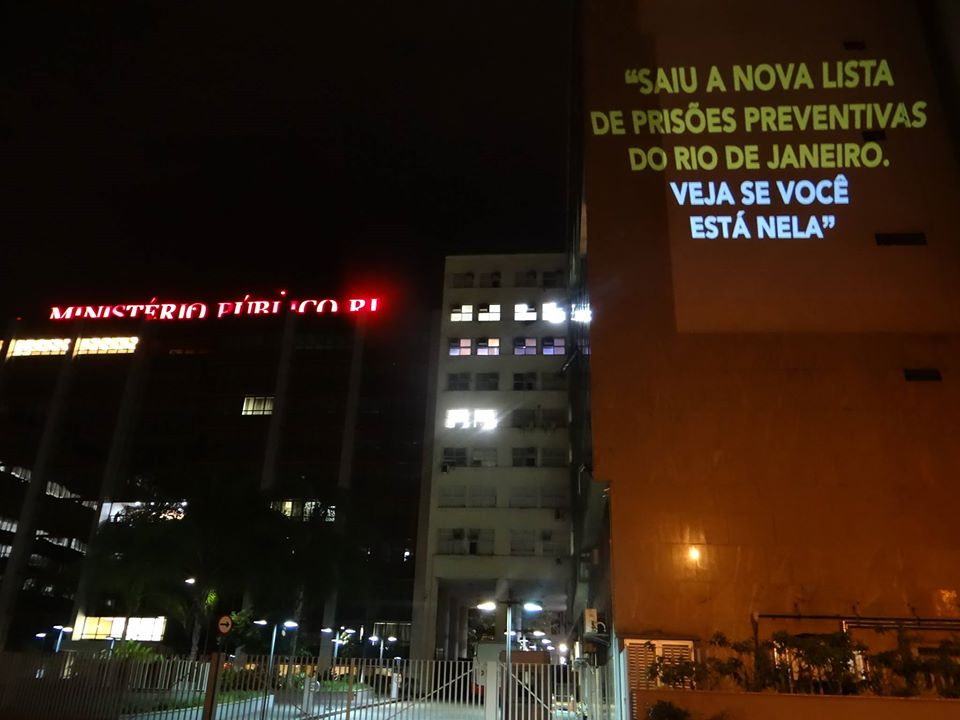 “SAIU A NOVA LISTA
DE PRISÕES PREVENTIVAS
DO RIO DE JANEIRO.
VEJA SE VOCÊ
ESTÁ NELA”
MINISTÉRIO PÚBLICO RJ